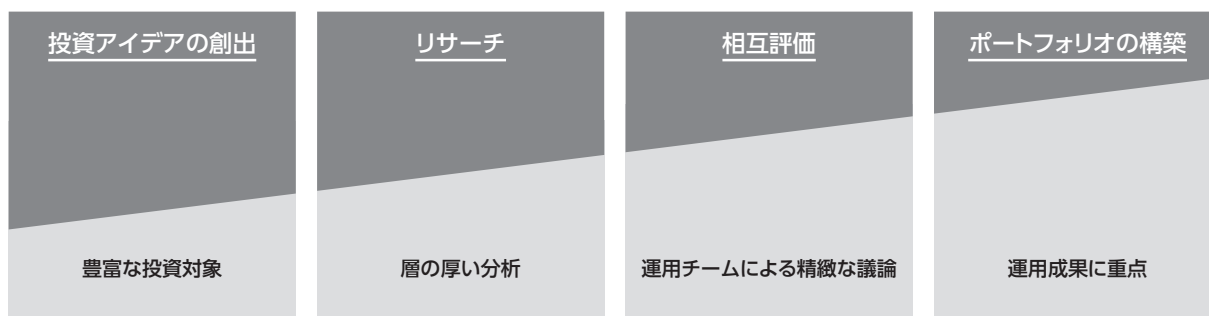 投資アイデアの創出
リサーチ
相互評価
ポートフォリオの構築
豊富な投資対象
層の厚い分析
運用チームによる精緻な議論
運用成果に重点